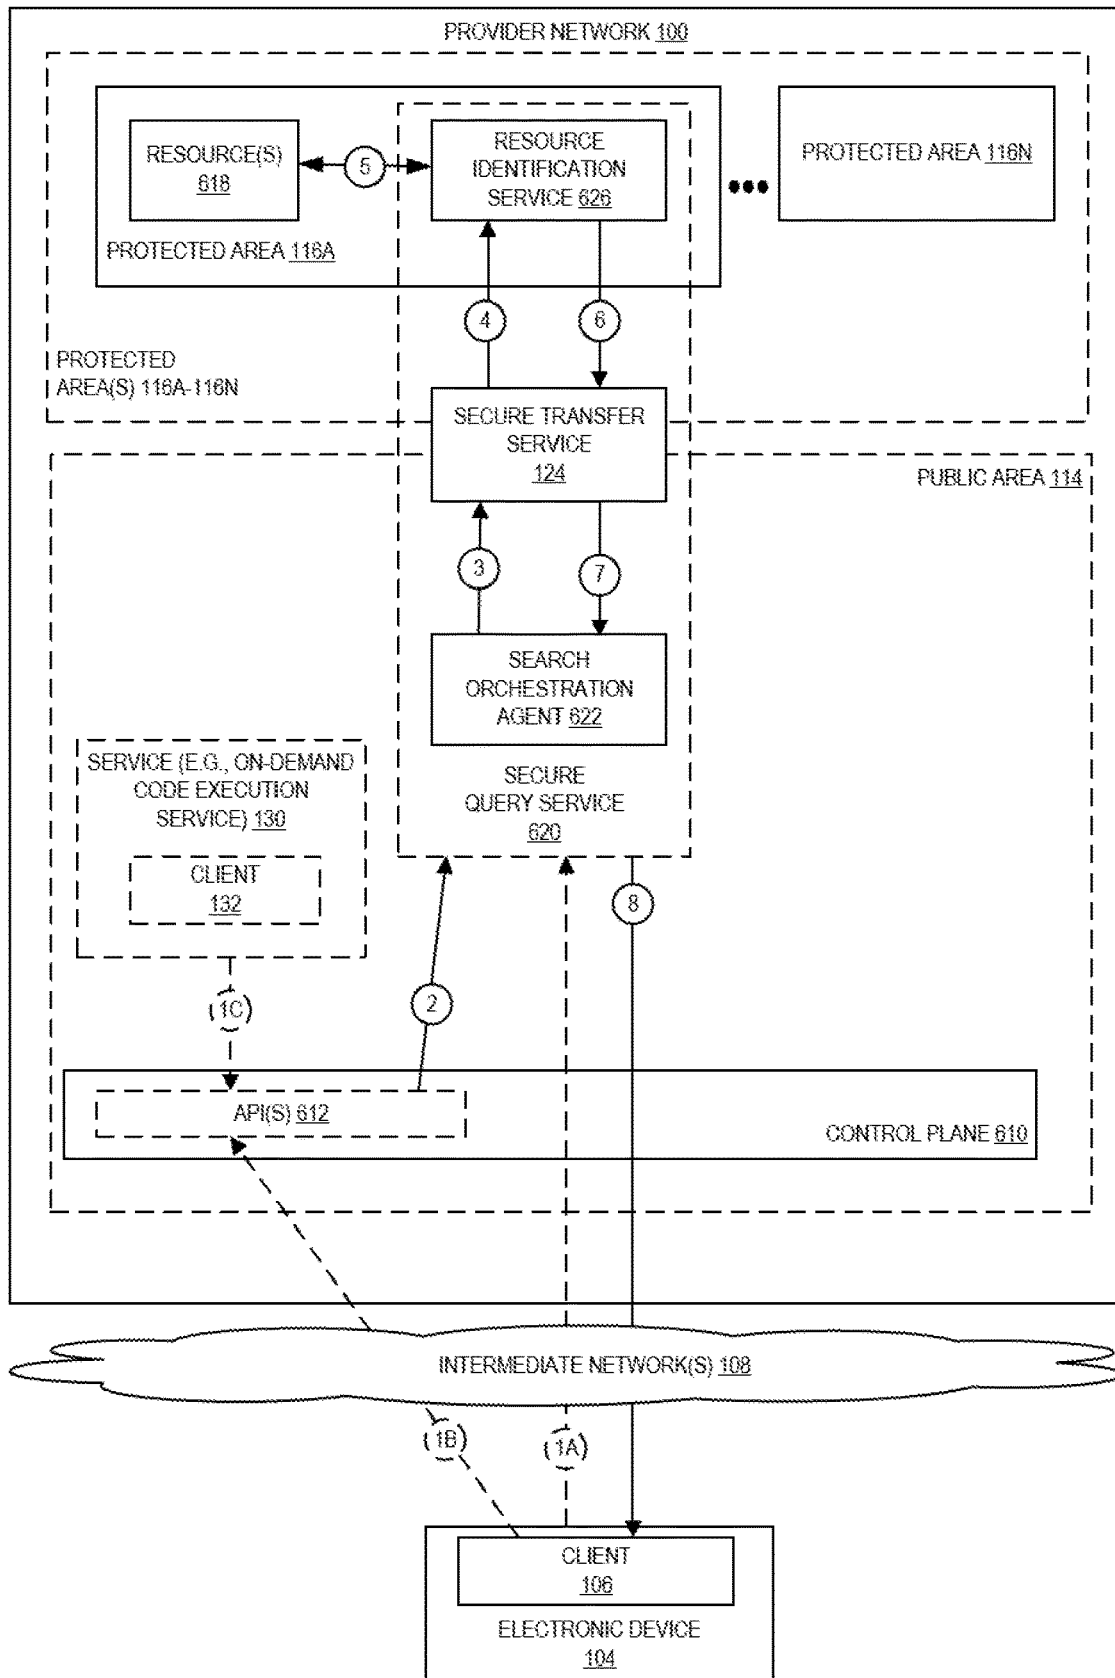 PROVIDER NETWORK 100
RESOURCE(S)
618
5
RESOURCE
IDENTIFICATION
SERVICE 626
PROTECTED AREA 116N
PROTECTED AREA 116A
4
6
PROTECTED
AREA(S) 116A-116N
SECURE TRANSFER
SERVICE
124
PUBLIC AREA 114
3
7
SEARCH
ORCHESTRATION
AGENT 622
SECURE
QUERY SERVICE
620
SERVICE (E.G., ON-DEMAND
CODE EXECUTION
SERVICE) 130
CLIENT
132
8
1C
2
API(S) 612
CONTROL PLANE 610
INTERMEDIATE NETWORK(S) 108
1B
1A
CLIENT
106
ELECTRONIC DEVICE
104